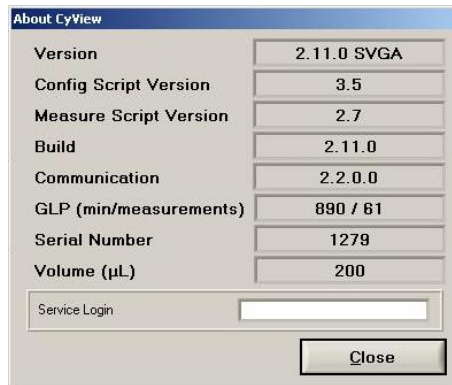 About CyView
Version 2.11.0 SVGA
Config Script Version 3.5
Measure Script Version 2.7
Build 2.11.0
Communication 2.2.0.0
GLP (min/measurements) 890 / 61
Serial Number 1279
Volume (µL) 200
Service Login
Close